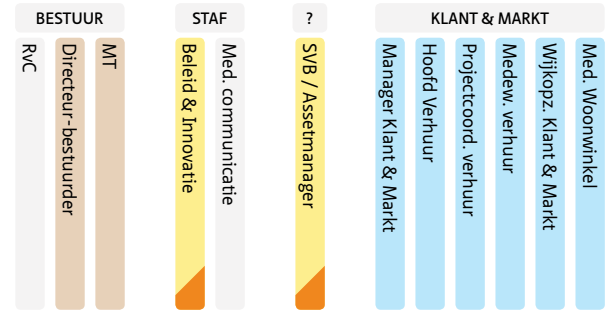 BESTUUR
STAF
?
KLANT & MARKT
RvC
Directeur-bestuurder
MT
Beleid & Innovatie
Med. communicatie
SVB / Assetmanager
Manager Klant & Markt
Hoofd Verhuur
Projectcoord. verhuur
Medew. verhuur
Wijkopz. Klant & Markt
Med. Woonwinkel